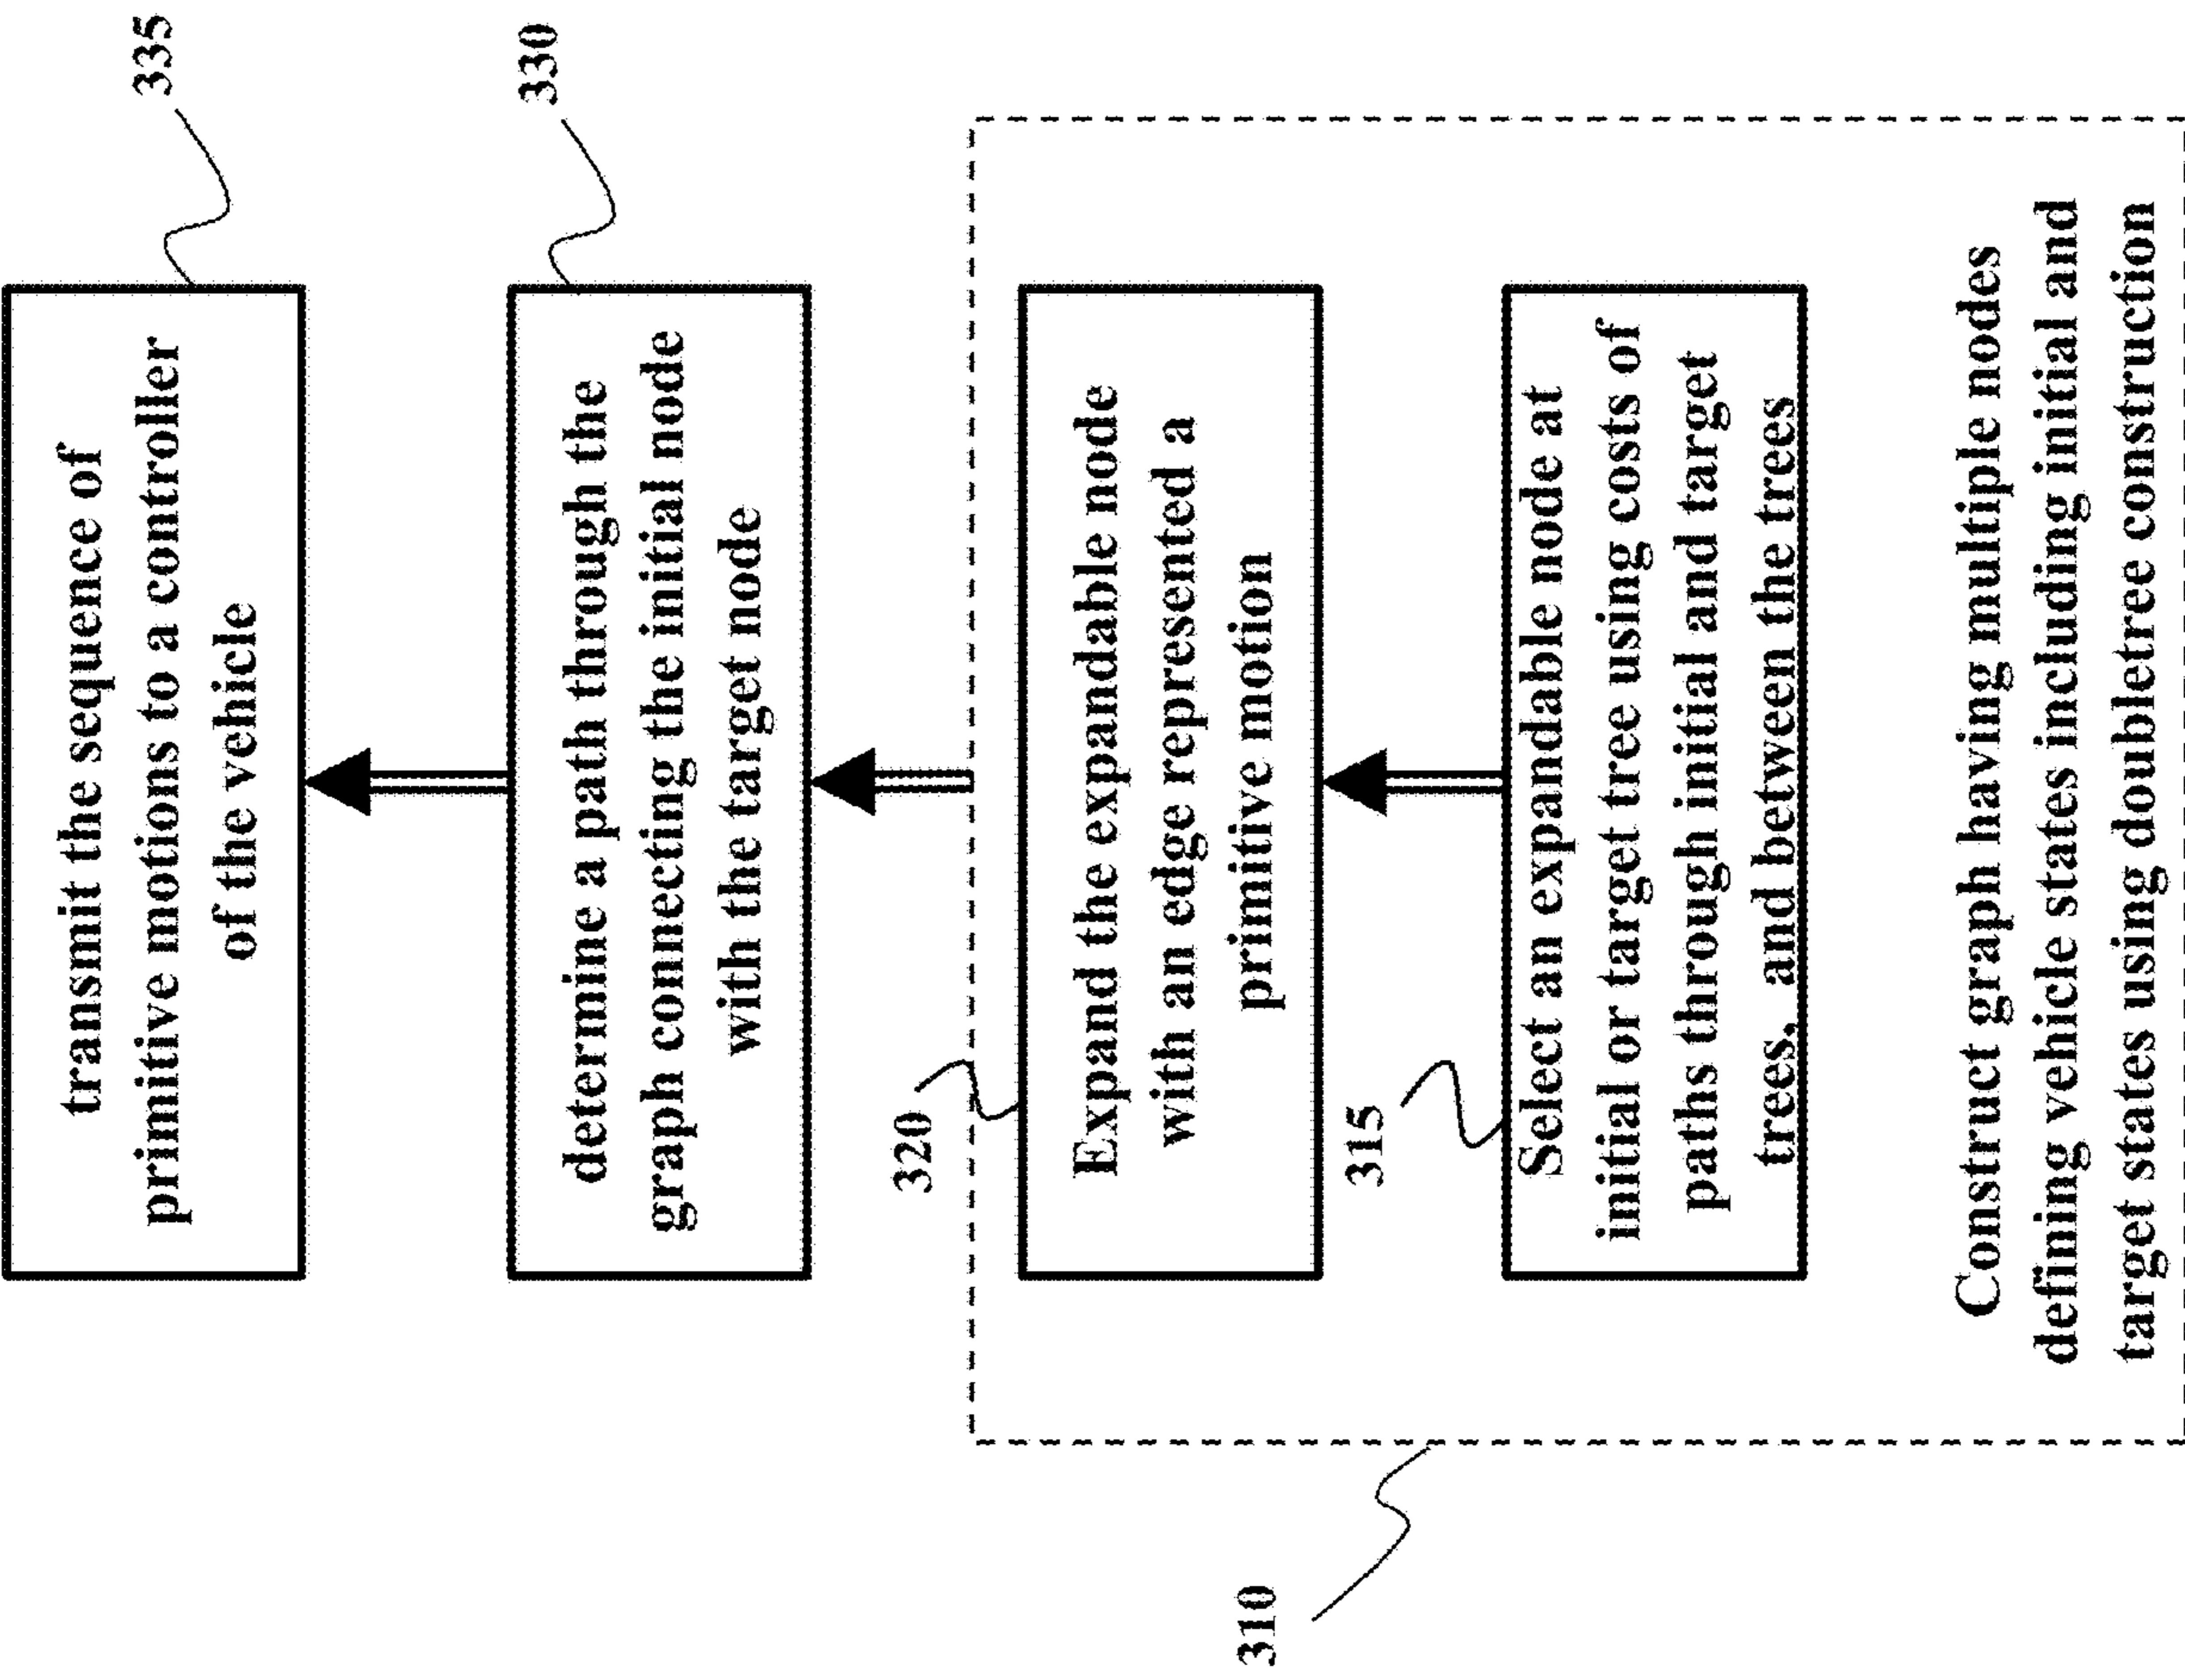 335
transmit the sequence of
primitive motions to a controller
of the vehicle
330
determine a path through the
graph connecting the initial node
with the target node
320
Expand the expandable node
with an edge represented a
primitive motion
310
315
Select an expandable node at
initial or target tree using costs of
paths through initial and target
trees, and between the trees
Construct graph having multiple nodes
defining vehicle states including initial and
target states using doubletree construction